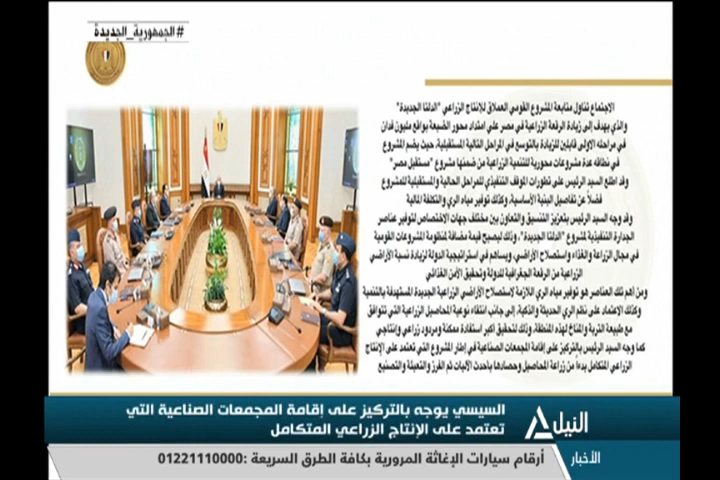 #الجمهورية_الجديدة
الاجتماع تناول متابعة المشروع القومي العملاق للإنتاج الزراعي "الدلتا الجديدة"
والذي يهدف إلى زيادة الرقعة الزراعية في مصر على امتداد محور الضبعة بواقع مليون فدان
في مراحله الأولى قابلين للزيادة بالتوسع في المراحل التالية المستقبلية، حيث يضم المشروع
في نطاقه عدة مشروعات محورية للتنمية الزراعية من ضمنها مشروع "مستقبل مصر"
وقد اطلع السيد الرئيس على تطورات الموقف التنفيذي للمراحل الحالية والمستقبلية للمشروع
فضلاً عن تفاصيل البنية الأساسية، وكذلك توفير مياه الري والتكلفة المالية
وقد وجه السيد الرئيس بتعزيز التنسيق والتعاون بين مختلف جهات الاختصاص لتوفير عناصر
الجدارة التنفيذية لمشروع "الدلتا الجديدة"، وذلك ليصبح قيمة مضافة لمنظومة المشروعات القومية
في مجال الزراعة والغذاء واستصلاح الأراضي، ويساهم في استراتيجية الدولة لزيادة نسبة الأراضي
الزراعية من الرقعة الجغرافية للدولة وتحقيق الأمن الغذائي
ومن أهم تلك العناصر هو توفير مياه الري اللازمة لاستصلاح الأراضي الزراعية الجديدة المستهدفة بالتنمية
وكذلك الاعتماد على نظم الري الحديثة والذكية، إلى جانب انتقاء نوعية المحاصيل الزراعية التي تتوافق
مع طبيعة التربة والمناخ لهذه المنطقة، وذلك لتحقيق أكبر استفادة ممكنة ومردود زراعي وإنتاجي
كما وجه السيد الرئيس بالتركيز على إقامة المجمعات الصناعية في إطار المشروع التي تعتمد على الإنتاج
الزراعي المتكامل بدءاً من زراعة المحاصيل وحصادها بأحدث الآليات ثم الفرز والتعبئة والتصنيع
السيسي يوجه بالتركيز على إقامة المجمعات الصناعية التي
تعتمد على الإنتاج الزراعي المتكامل
النيل
الأخبار
أرقام سيارات الإغاثة المرورية بكافة الطرق السريعة :01221110000